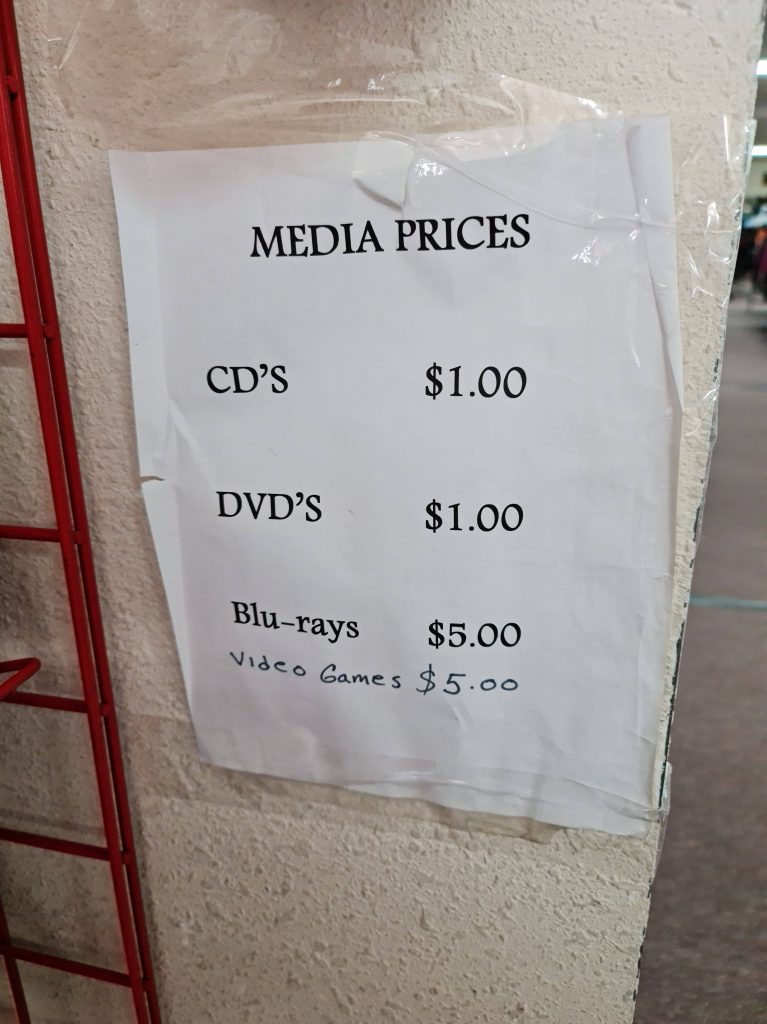 MEDIA PRICES
CD'S $1.00
DVD'S $1.00
Blu-rays $5.00
Video Games $5.00